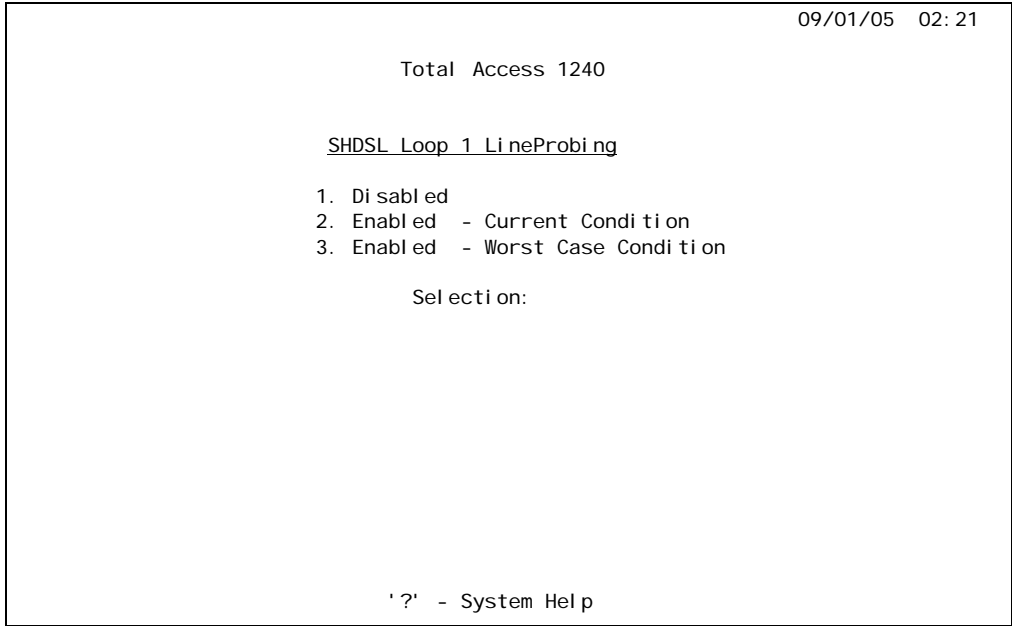 09/01/05 02:21
Total Access 1240
SHDSL Loop 1 LineProbing
1. Disabled
2. Enabled - Current Condition
3. Enabled - Worst Case Condition
Selection:
'?' - System Help